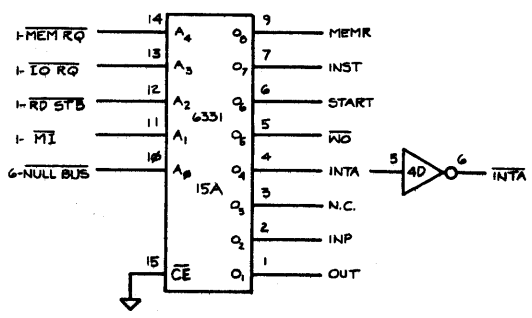 14 9
1-MEM RQ A4 O8 MEMR
13 7
1-IO RQ A3 O7 INST
12 6
1-RD STB A2 O6 START
6331
11 5
1-MI A1 O5 WO
10 4 5 6
6-NULL BUS A0 O4 INTA 4D INTA
15A 3
O3 N.C.
2
O2 INP
15 1
CE O1 OUT